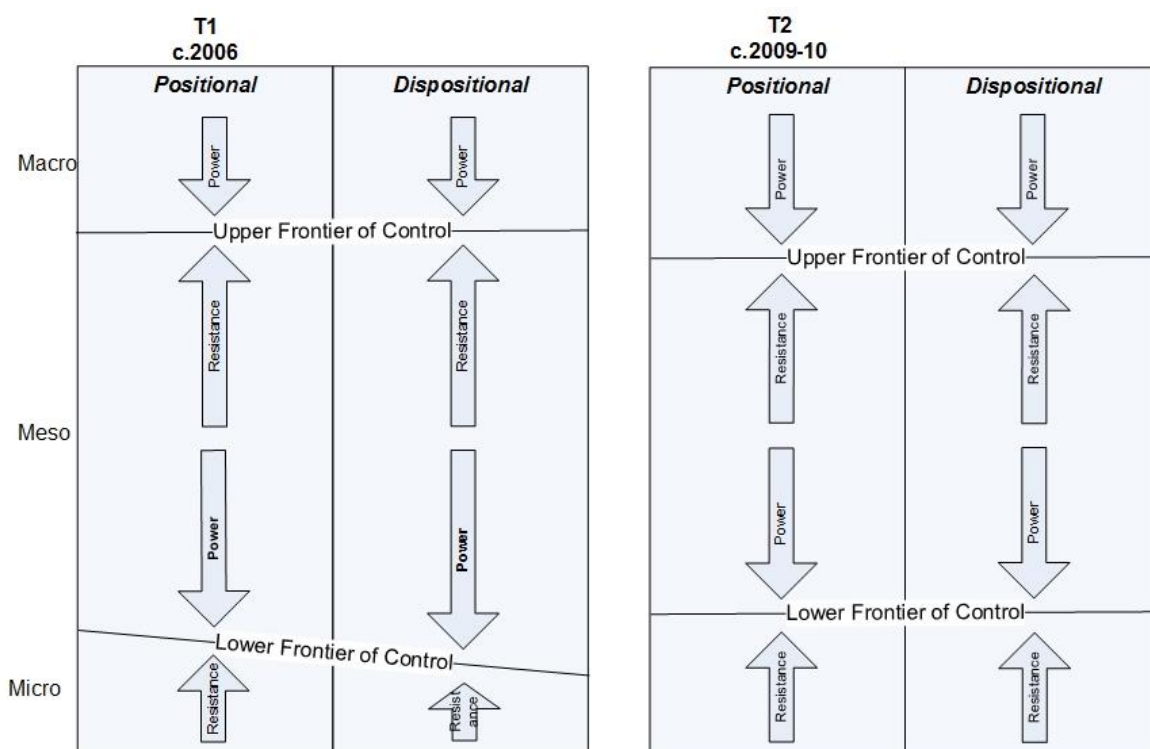 T1
c.2006
Positional
Dispositional
Macro
Power
Power
Upper Frontier of Control
Resistance
Resistance
Meso
Power
Power
Lower Frontier of Control
Micro
Resistance
Resist
ance
T2
c.2009-10
Positional
Dispositional
Power
Power
Upper Frontier of Control
Resistance
Resistance
Power
Power
Lower Frontier of Control
Resistance
Resistance